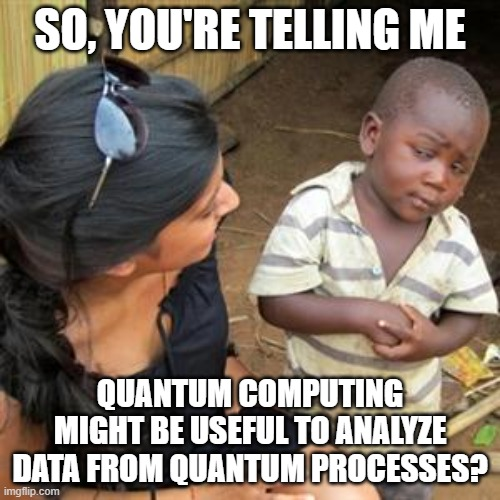 SO, YOU'RE TELLING ME
QUANTUM COMPUTING
MIGHT BE USEFUL TO ANALYZE
DATA FROM QUANTUM PROCESSES?
imgflip.com